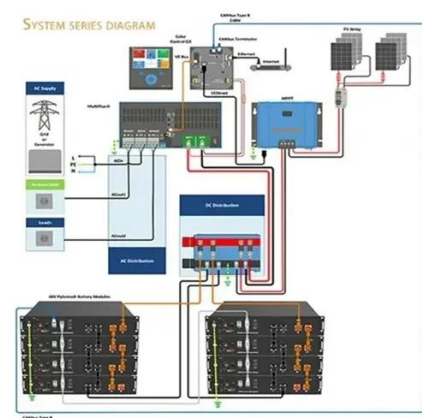 SYSTEM SERIES DIAGRAM
CANbus Type B
Cable
Color
Control GX
CANbus Terminator
VE Bus
Ethernet
Internet
PV Array
AC Supply
MultiPlus-II
VE Direct
MPPT
Grid
or
Generator
L
PE
N
ACin
ACout1
Loads
ACout2
DC Distribution
AC Distribution
48V Pylontech Battery Modules
CANbus Type B